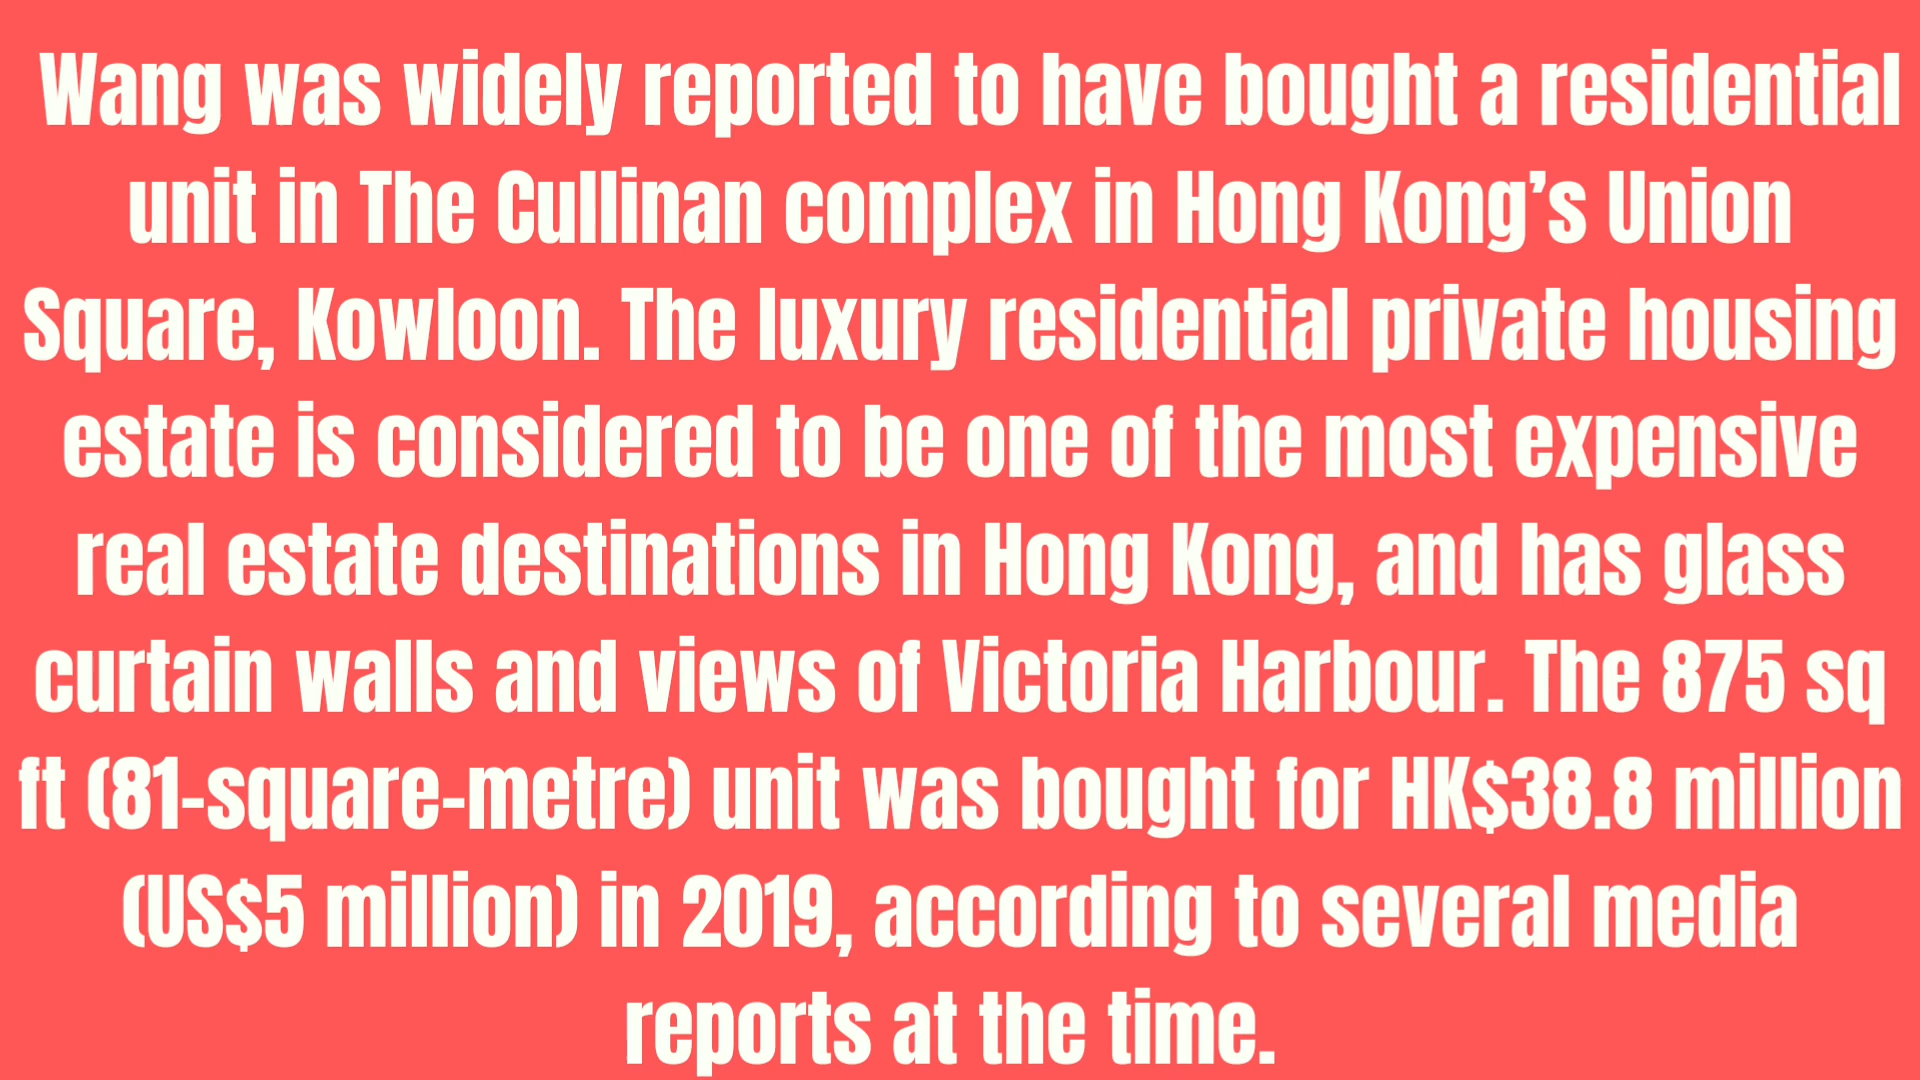 Wang was widely reported to have bought a residential
unit in The Cullinan complex in Hong Kong’s Union
Square, Kowloon. The luxury residential private housing
estate is considered to be one of the most expensive
real estate destinations in Hong Kong, and has glass
curtain walls and views of Victoria Harbour. The 875 sq
ft (81-square-metre) unit was bought for HK$38.8 million
(US$5 million) in 2019, according to several media
reports at the time.